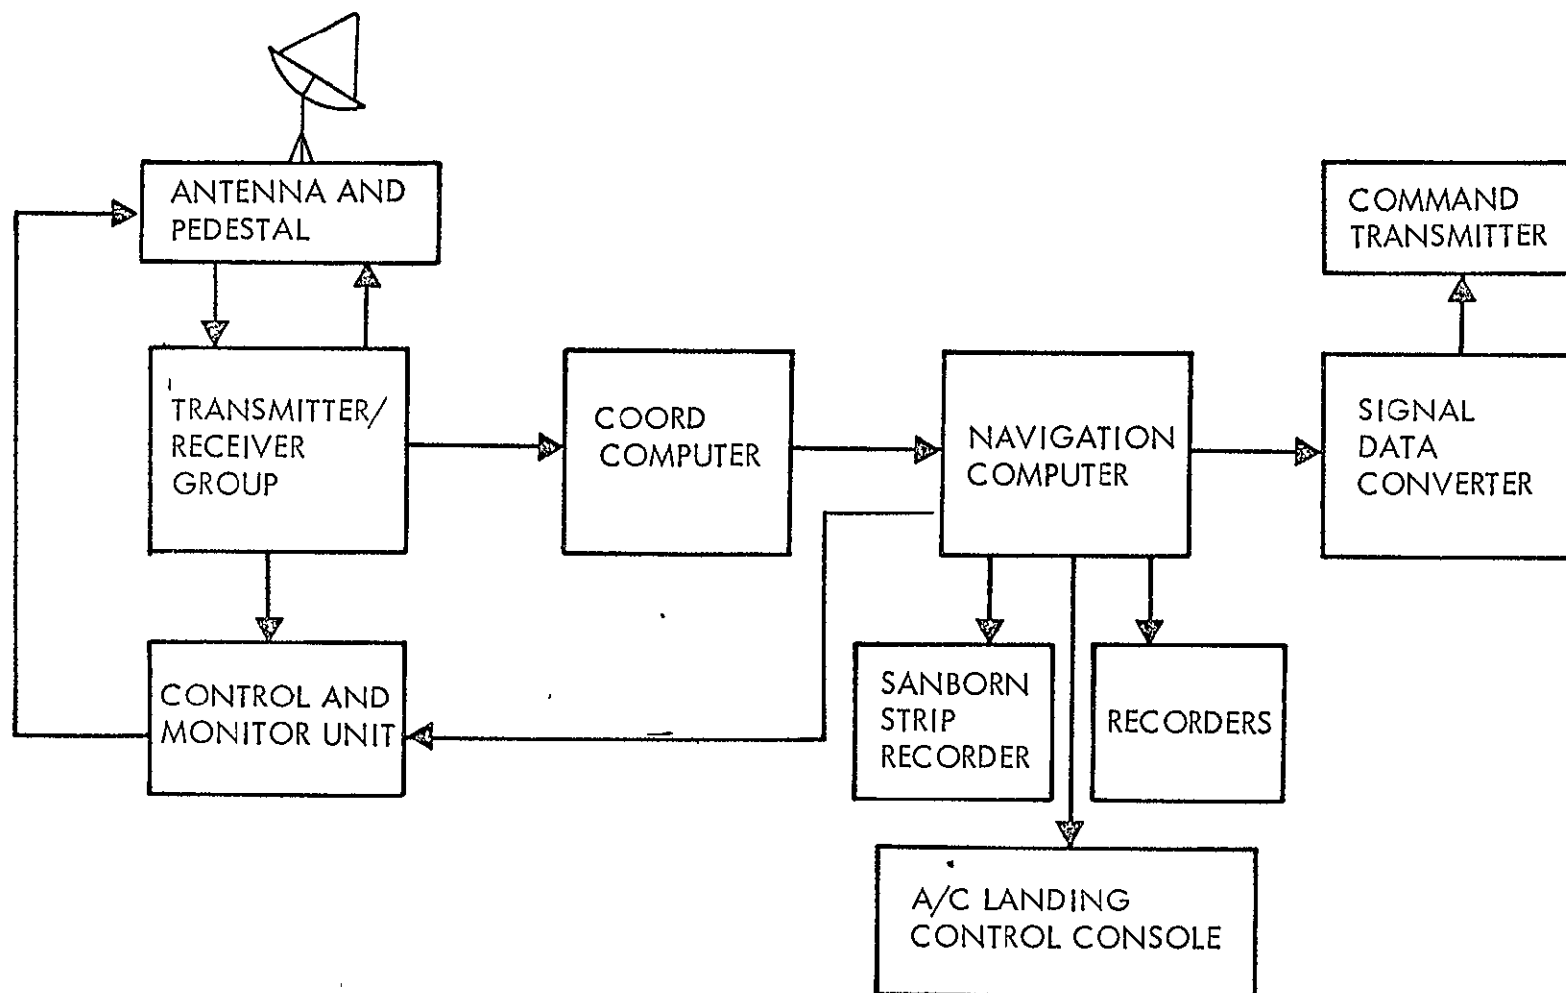 ANTENNA AND
PEDESTAL
COMMAND
TRANSMITTER
TRANSMITTER/
RECEIVER
GROUP
COORD
COMPUTER
NAVIGATION
COMPUTER
SIGNAL
DATA
CONVERTER
CONTROL AND
MONITOR UNIT
SANBORN
STRIP
RECORDER
RECORDERS
A/C LANDING
CONTROL CONSOLE